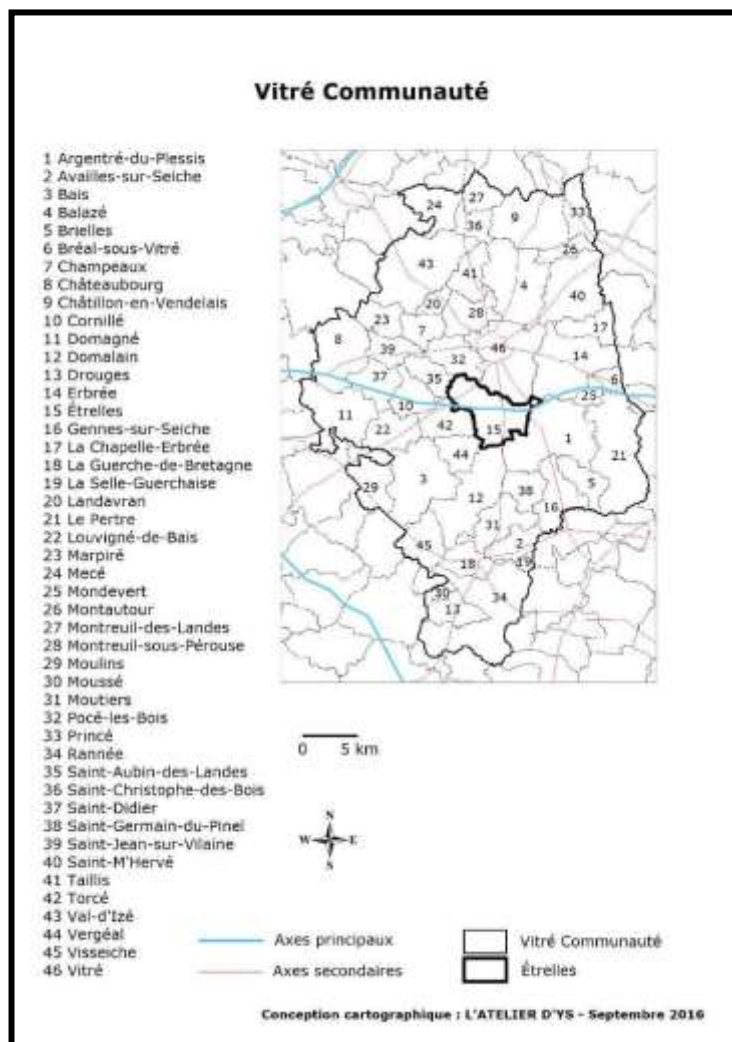 Vitré Communauté
1 Argentré-du-Plessis
2 Availles-sur-Seiche
3 Bais
4 Balazé
5 Brielles
6 Bréal-sous-Vitré
7 Champeaux
8 Châteaubourg
9 Châtillon-en-Vendelais
10 Cornillé
11 Domagné
12 Domalain
13 Drouges
14 Erbrée
15 Étrelles
16 Gennes-sur-Seiche
17 La Chapelle-Erbrée
18 La Guerche-de-Bretagne
19 La Selle-Guerchaise
20 Landavran
21 Le Pertre
22 Louvigné-de-Bais
23 Marpiré
24 Mecé
25 Mondevert
26 Montautour
27 Montreuil-des-Landes
28 Montreuil-sous-Pérouse
29 Moulins
30 Moussé
31 Moutiers
32 Pocé-les-Bois
33 Princé
34 Rannée
35 Saint-Aubin-des-Landes
36 Saint-Christophe-des-Bois
37 Saint-Didier
38 Saint-Germain-du-Pinel
39 Saint-Jean-sur-Vilaine
40 Saint-M'Hervé
41 Taillis
42 Torcé
43 Val-d'Izé
44 Vergéal
45 Visseiche
46 Vitré
24 27 33
36 9
26
43 41 4 40
20 28
23 7 17
8 39 46 14
32
37 35 6
25
10
11 22 42 15 1
44 21
29 3 12 38 5
16
31
45 2
18 19
30 34
13
0 5 km
N
W E
S
Axes principaux
Axes secondaires
Vitré Communauté
Étrelles
Conception cartographique : L'ATELIER D'YS - Septembre 2016